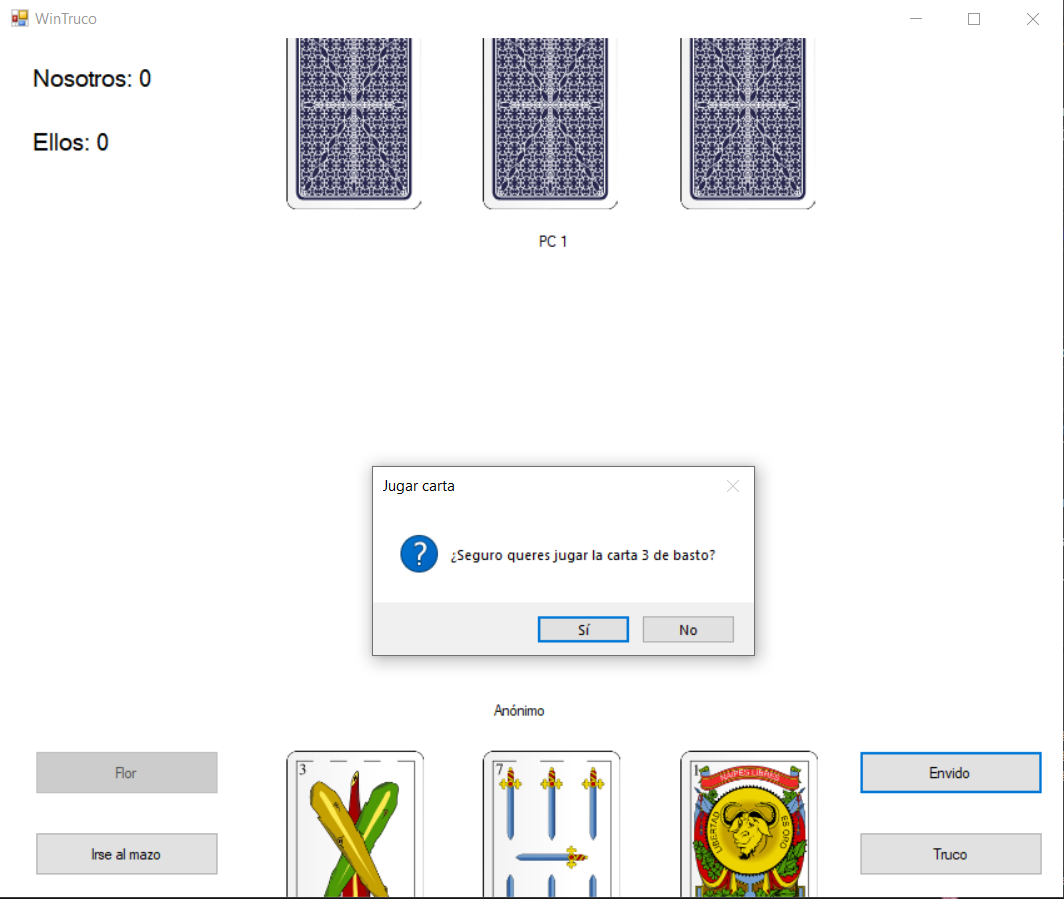 WinTruco
Nosotros: 0
Ellos: 0
PC 1
Jugar carta
?
¿Seguro queres jugar la carta 3 de basto?
Sí
No
Anónimo
Flor
Irse al mazo
3
7
1
NAIPES LIBRES
LIBERTAD
ES ORO
Envido
Truco